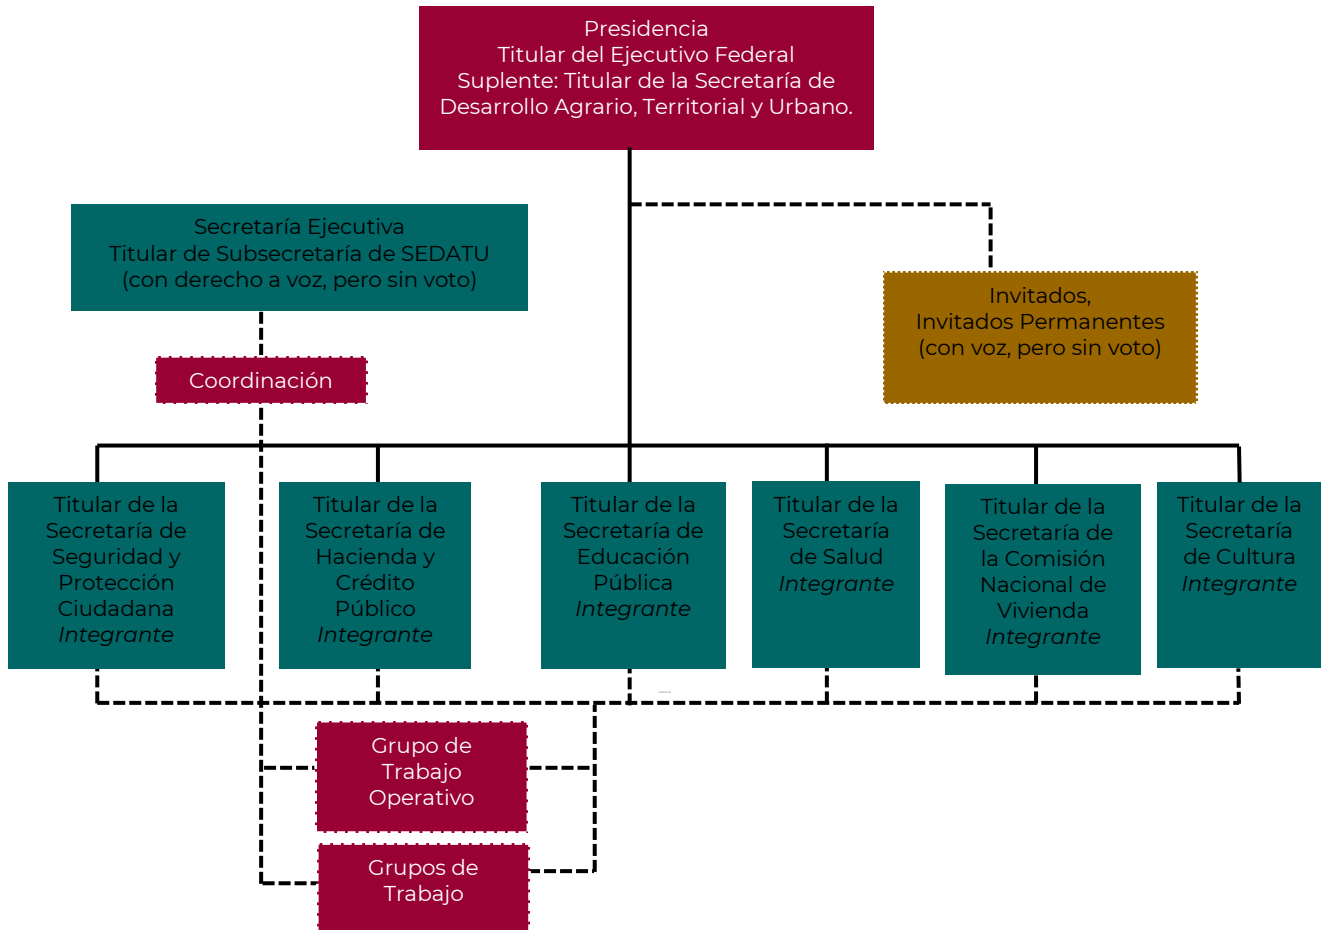 Presidencia
Titular del Ejecutivo Federal
Suplente: Titular de la Secretaría de
Desarrollo Agrario, Territorial y Urbano.
Secretaría Ejecutiva
Titular de Subsecretaría de SEDATU
(con derecho a voz, pero sin voto)
Invitados,
Invitados Permanentes
(con voz, pero sin voto)
Coordinación
Titular de la
Secretaría de
Seguridad y
Protección
Ciudadana
Integrante
Titular de la
Secretaría de
Hacienda y
Crédito
Público
Integrante
Titular de la
Secretaría de
Educación
Pública
Integrante
Titular de la
Secretaría
de Salud
Integrante
Titular de la
Secretaría de
la Comisión
Nacional de
Vivienda
Integrante
Titular de la
Secretaría
de Cultura
Integrante
Grupo de
Trabajo
Operativo
Grupos de
Trabajo